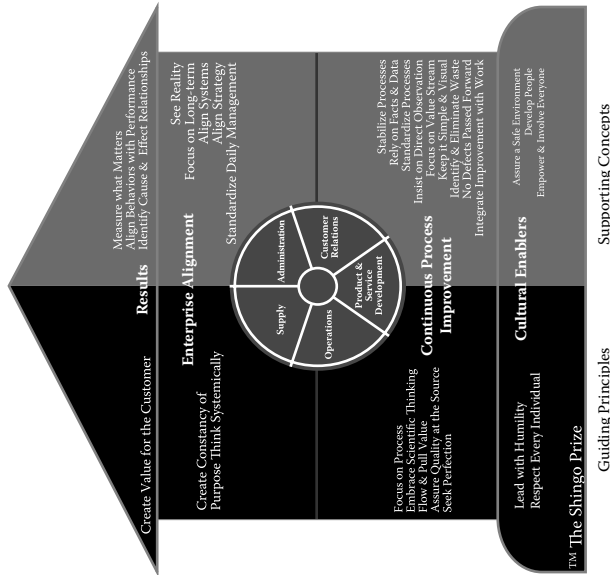 Results
Create Value for the Customer
Measure what Matters
Align Behaviors with Performance
Identify Cause & Effect Relationships
Enterprise Alignment
Create Constancy of
Purpose Think Systemically
See Reality
Focus on Long-term
Align Systems
Align Strategy
Standardize Daily Management
Supply
Administration
Operations
Customer
Relations
Product &
Service
Development
Continuous Process
Improvement
Focus on Process
Embrace Scientific Thinking
Flow & Pull Value
Assure Quality at the Source
Seek Perfection
Stabilize Processes
Rely on Facts & Data
Standardize Processes
Insist on Direct Observation
Focus on Value Stream
Keep it Simple & Visual
Identify & Eliminate Waste
No Defects Passed Forward
Integrate Improvement with Work
Cultural Enablers
Lead with Humility
Respect Every Individual
Assure a Safe Environment
Develop People
Empower & Involve Everyone
TM The Shingo Prize
Guiding Principles
Supporting Concepts